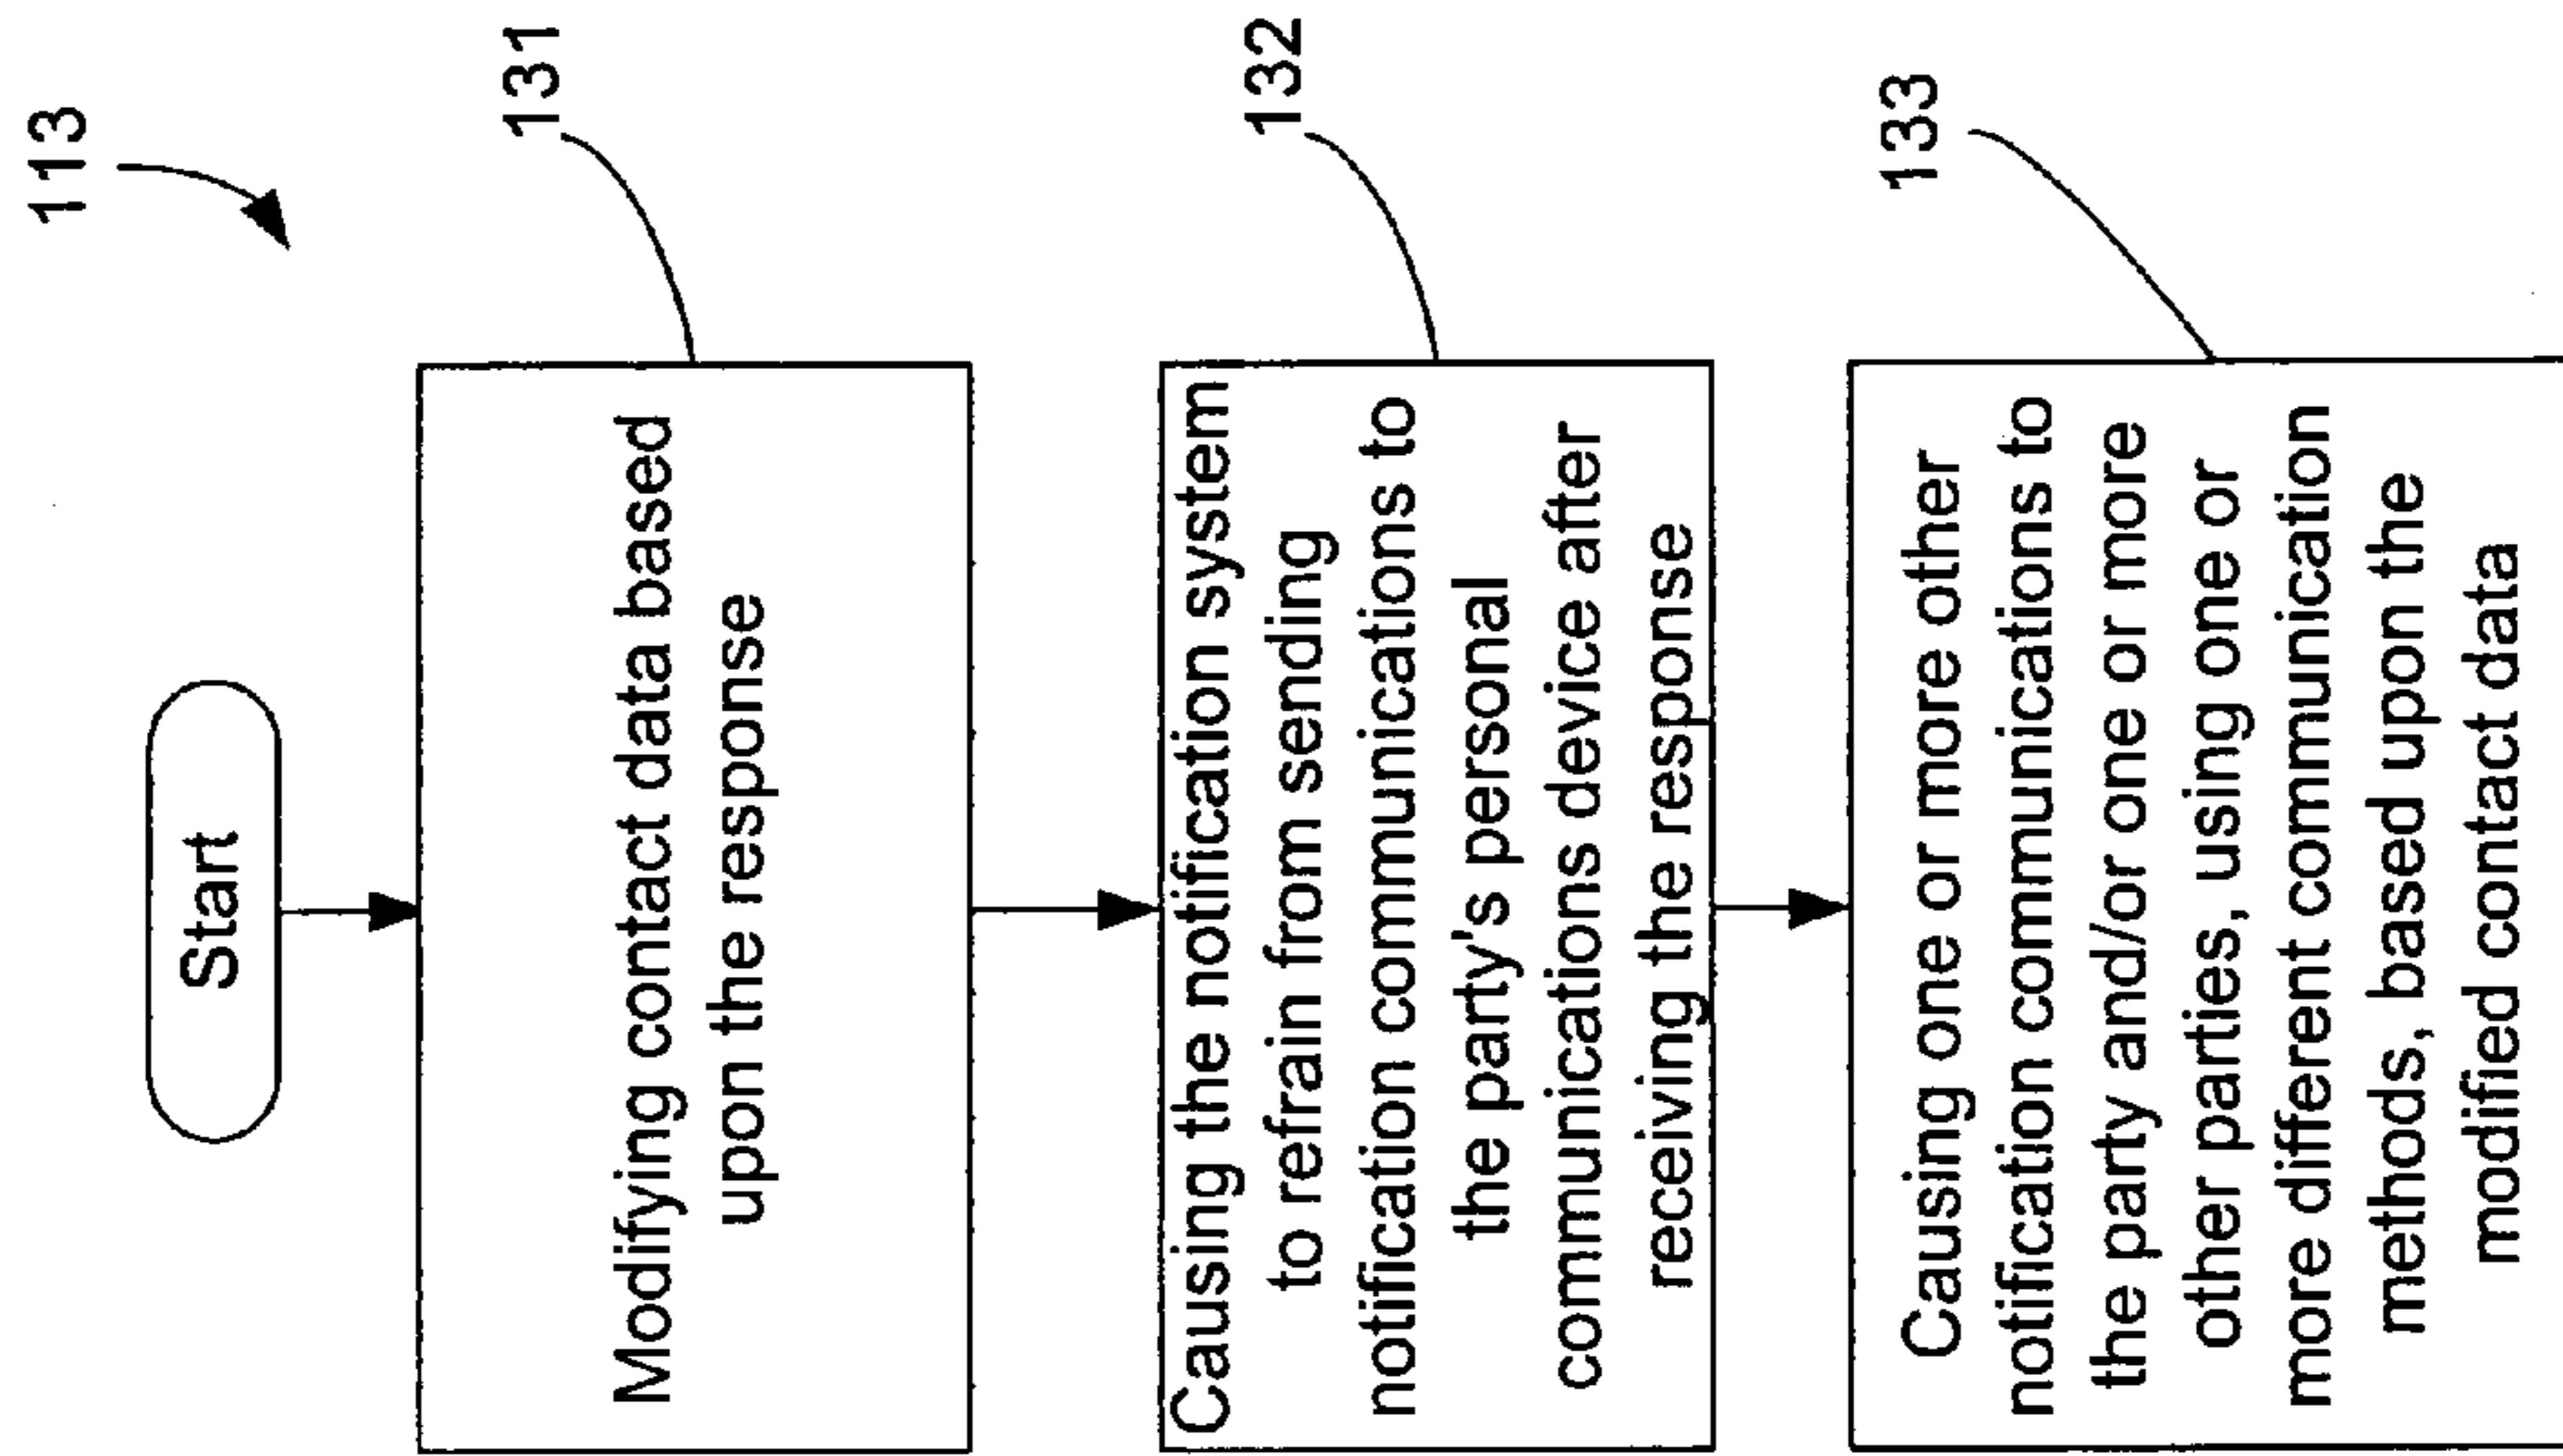 113
Start
131
Modifying contact data based
upon the response
132
Causing the notification system
to refrain from sending
notification communications to
the party's personal
communications device after
receiving the response
133
Causing one or more other
notification communications to
the party and/or one or more
other parties, using one or
more different communication
methods, based upon the
modified contact data